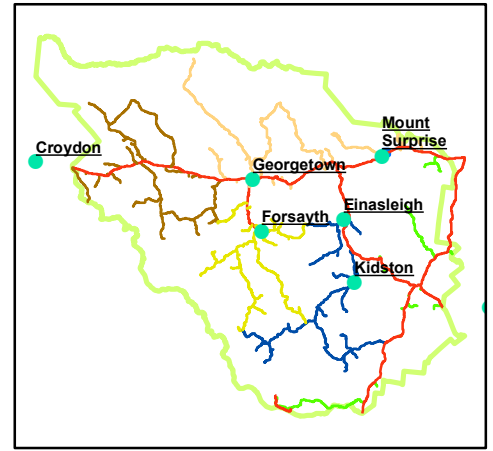 Mount
Surprise
Croydon
Georgetown
Einasleigh
Forsayth
Kidston